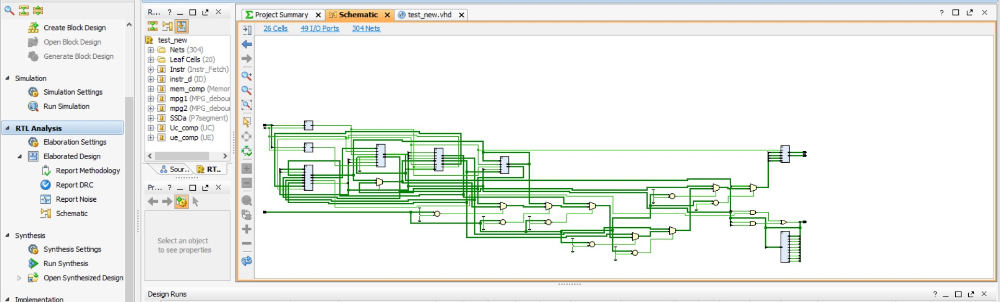 Create Block Design
Open Block Design
Generate Block Design
Simulation
Simulation Settings
Run Simulation
RTL Analysis
Elaboration Settings
Elaborated Design
Report Methodology
Report DRC
Report Noise
Schematic
Synthesis
Synthesis Settings
Run Synthesis
Open Synthesized Design
Implementation
R... ?
test_new
Nets (304)
Leaf Cells (20)
Instr (Instr_Fetch)
instr_d (ID)
mem_comp (Memor
mpg1 (MPG_debou
mpg2 (MPG_debou
SSDa (P7segment)
Uc_comp (UC)
ue_comp (UE)
Sour.. RT..
Pr... ?
Select an object
to see properties
Project Summary Schematic test_new.vhd ?
26 Cells 49 I/O Ports 304 Nets
Design Runs ?